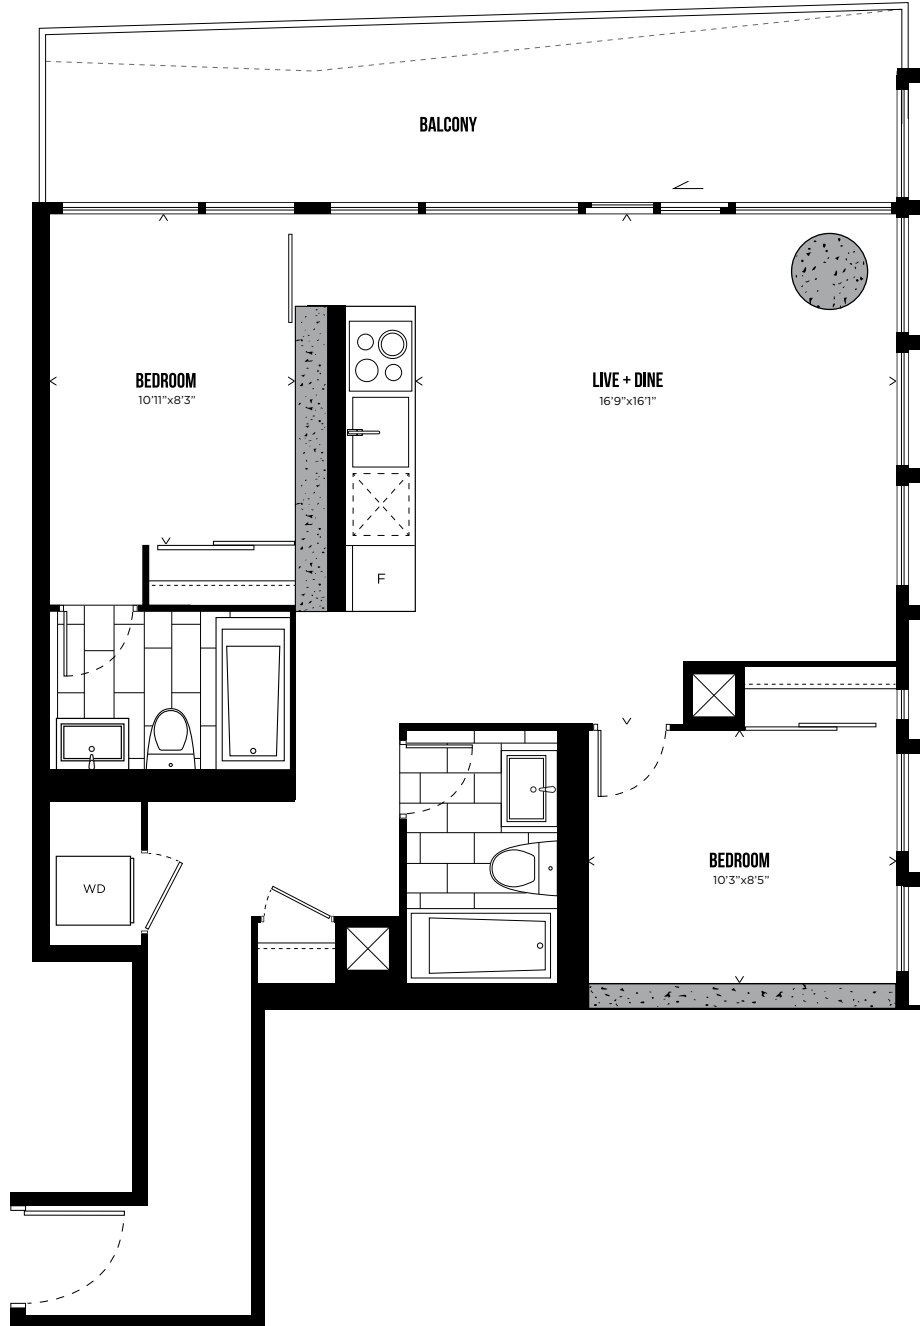 BALCONY
BEDROOM
10'11"x8'3"
LIVE + DINE
16'9"x16'1"
F
BEDROOM
10'3"x8'5"
WD